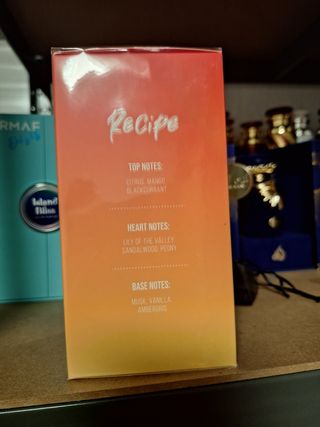 Recipe
TOP NOTES:
CITRUS, MANGO
BLACKCURRANT
HEART NOTES:
LILY OF THE VALLEY,
SANDALWOOD, PEONY
BASE NOTES:
MUSK, VANILLA,
AMBERGRIS
Island
Bliss